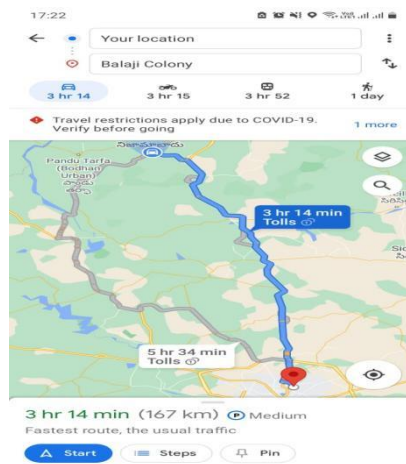 17:22
Your location
Balaji Colony
3 hr 14
3 hr 15
3 hr 52
1 day
Travel restrictions apply due to COVID-19.
Verify before going
1 more
నిజామాబాదు
Pandu Tarfa
(Bodhan
Urban)
3 hr 14 min
Tolls
5 hr 34 min
Tolls
3 hr 14 min (167 km) P Medium
Fastest route, the usual traffic
Start
Steps
Pin